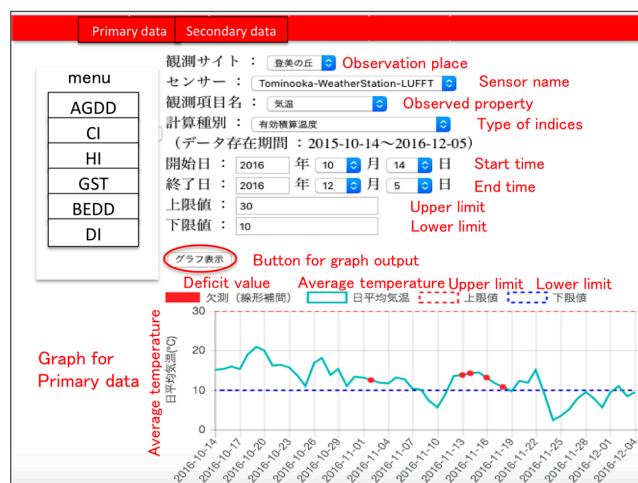 Primary data Secondary data
観測サイト ： 登美の丘 Observation place
menu
センサー ： Tominooka-WeatherStation-LUFFT Sensor name
AGDD
観測項目名 ： 気温 Observed property
CI
計算種別 ： 有効積算温度 Type of indices
HI
（データ存在期間 ：2015-10-14～2016-12-05）
GST
開始日 ： 2016 年 10 月 14 日 Start time
BEDD
終了日 ： 2016 年 12 月 5 日 End time
DI
上限値 ： 30 Upper limit
下限値 ： 10 Lower limit
グラフ表示 Button for graph output
Deficit value Average temperature Upper limit Lower limit
欠測（線形補間） 日平均気温 上限値 下限値
Graph for
Primary data
Average temperature
日平均気温(℃)
30
20
10
0
2016-10-14 2016-10-17 2016-10-20 2016-10-23 2016-10-26 2016-10-29 2016-11-01 2016-11-04 2016-11-07 2016-11-10 2016-11-13 2016-11-16 2016-11-19 2016-11-22 2016-11-25 2016-11-28 2016-12-01 2016-12-04